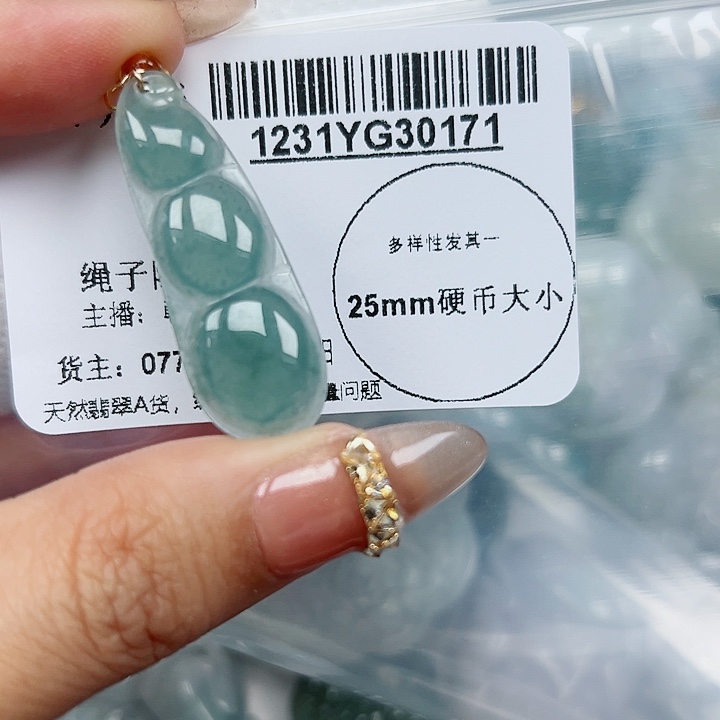 1231YG30171
多样性发其一
25mm硬币大小
绳子
主播：
货主：077
天然翡翠A货，
问题